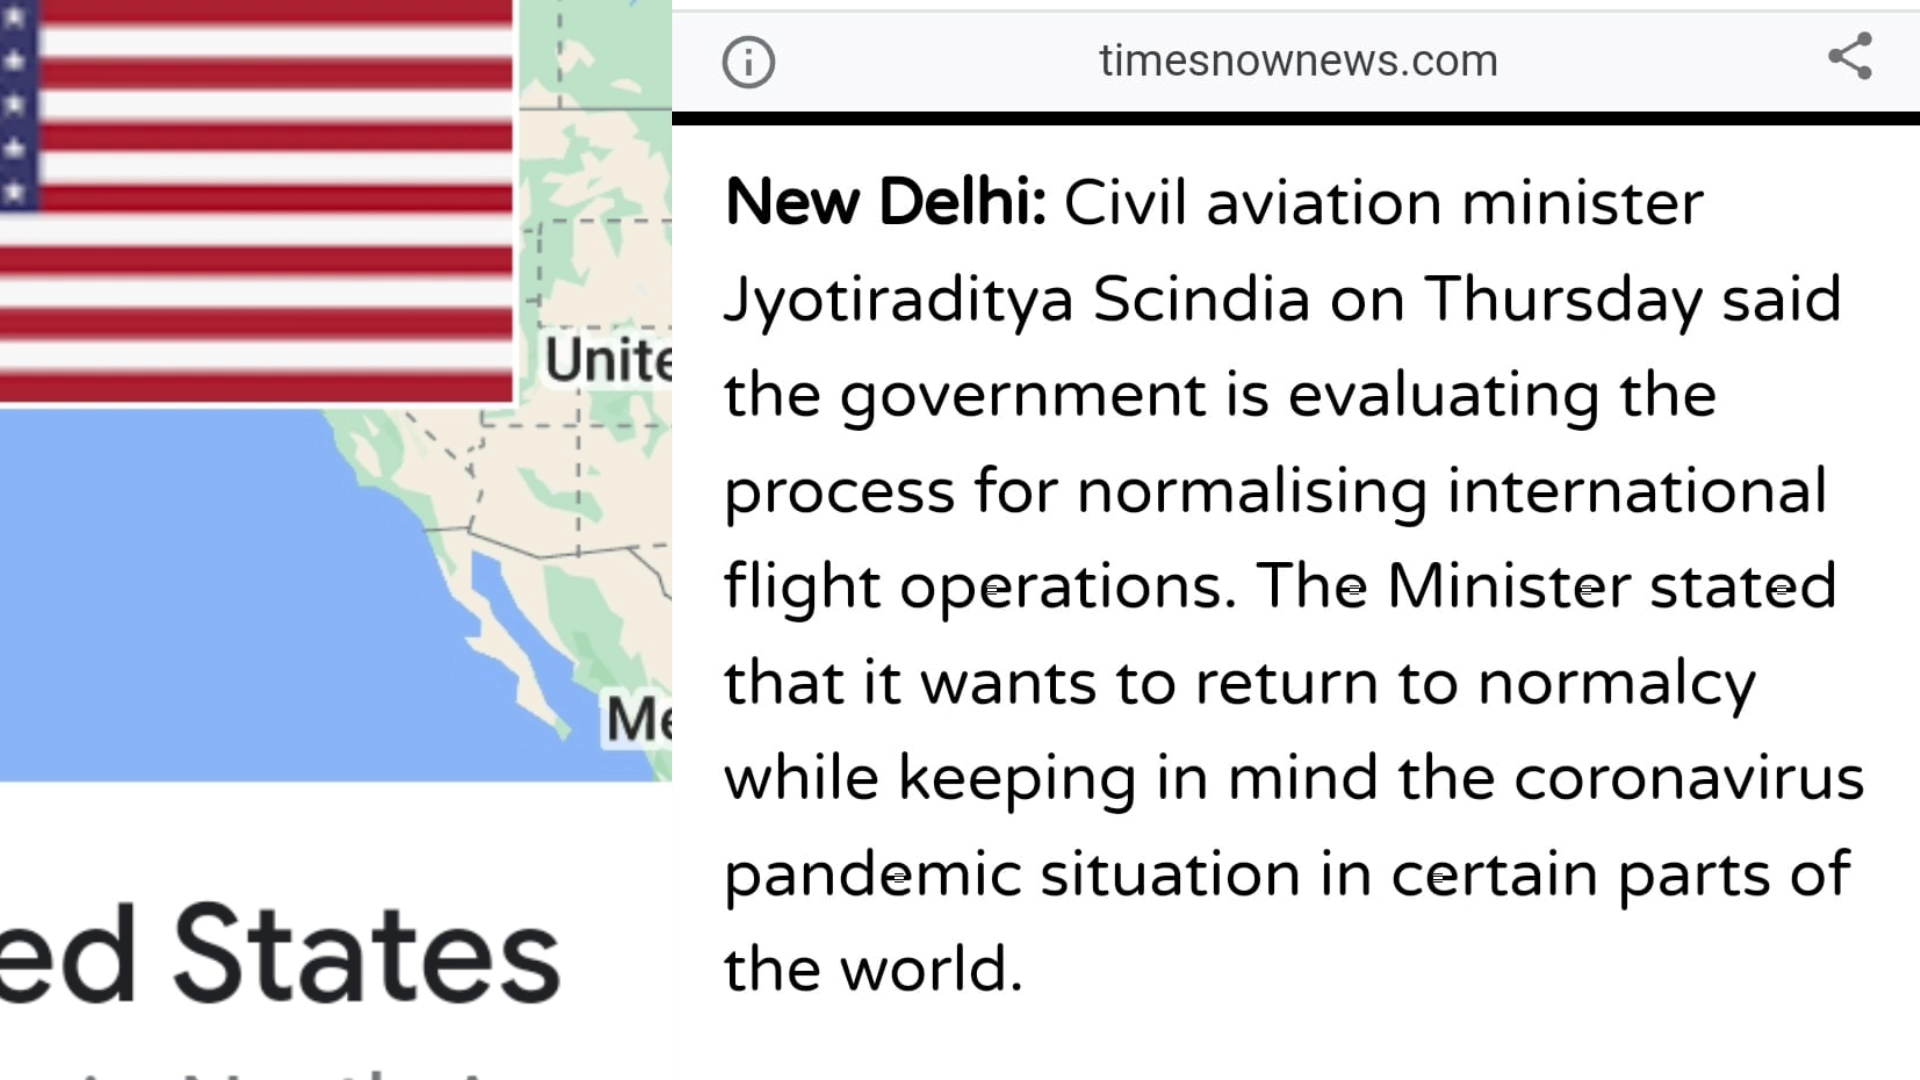 Unite
Me
ed States
timesnownews.com
New Delhi: Civil aviation minister
Jyotiraditya Scindia on Thursday said
the government is evaluating the
process for normalising international
flight operations. The Minister stated
that it wants to return to normalcy
while keeping in mind the coronavirus
pandemic situation in certain parts of
the world.